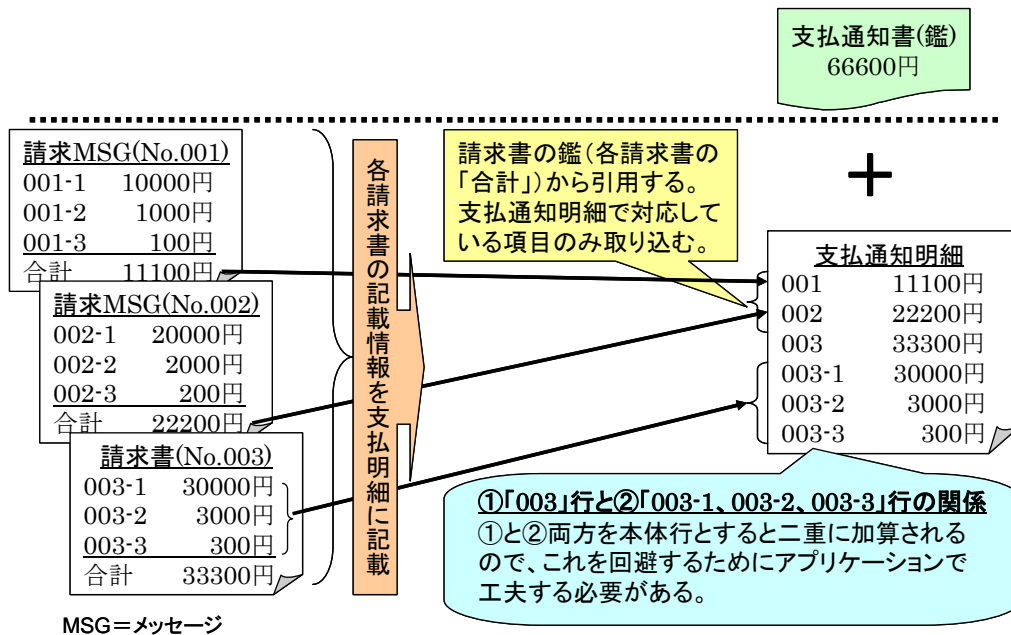 支払通知書(鑑)
66600円
請求MSG(No.001)
001-1 10000円
001-2 1000円
001-3 100円
合計 11100円
請求MSG(No.002)
002-1 20000円
002-2 2000円
002-3 200円
合計 22200円
請求書(No.003)
003-1 30000円
003-2 3000円
003-3 300円
合計 33300円
MSG=メッセージ
各請求書の記載情報を支払明細に記載
請求書の鑑(各請求書の
「合計」)から引用する。
支払通知明細で対応して
いる項目のみ取り込む。
+
支払通知明細
001 11100円
002 22200円
003 33300円
003-1 30000円
003-2 3000円
003-3 300円
①「003」行と②「003-1、003-2、003-3」行の関係
①と②両方を本体行とすると二重に加算される
ので、これを回避するためにアプリケーションで
工夫する必要がある。